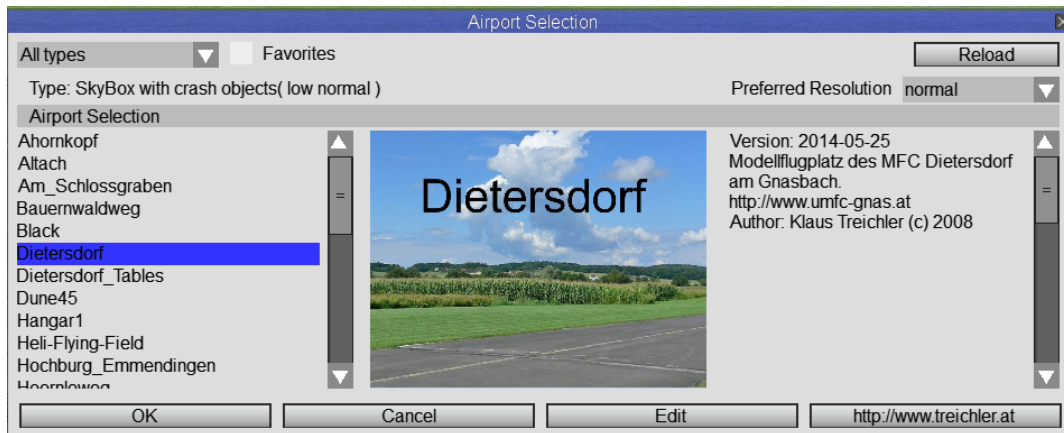 Airport Selection
All types
Favorites
Reload
Type: SkyBox with crash objects( low normal )
Preferred Resolution normal
Airport Selection
Ahornkopf
Altach
Am_Schlossgraben
Bauernwaldweg
Black
Dietersdorf
Dietersdorf_Tables
Dune45
Hangar1
Heli-Flying-Field
Hochburg_Emmendingen
Dietersdorf
Version: 2014-05-25
Modellflugplatz des MFC Dietersdorf
am Gnasbach.
http://www.umfc-gnas.at
Author: Klaus Treichler (c) 2008
OK
Cancel
Edit
http://www.treichler.at